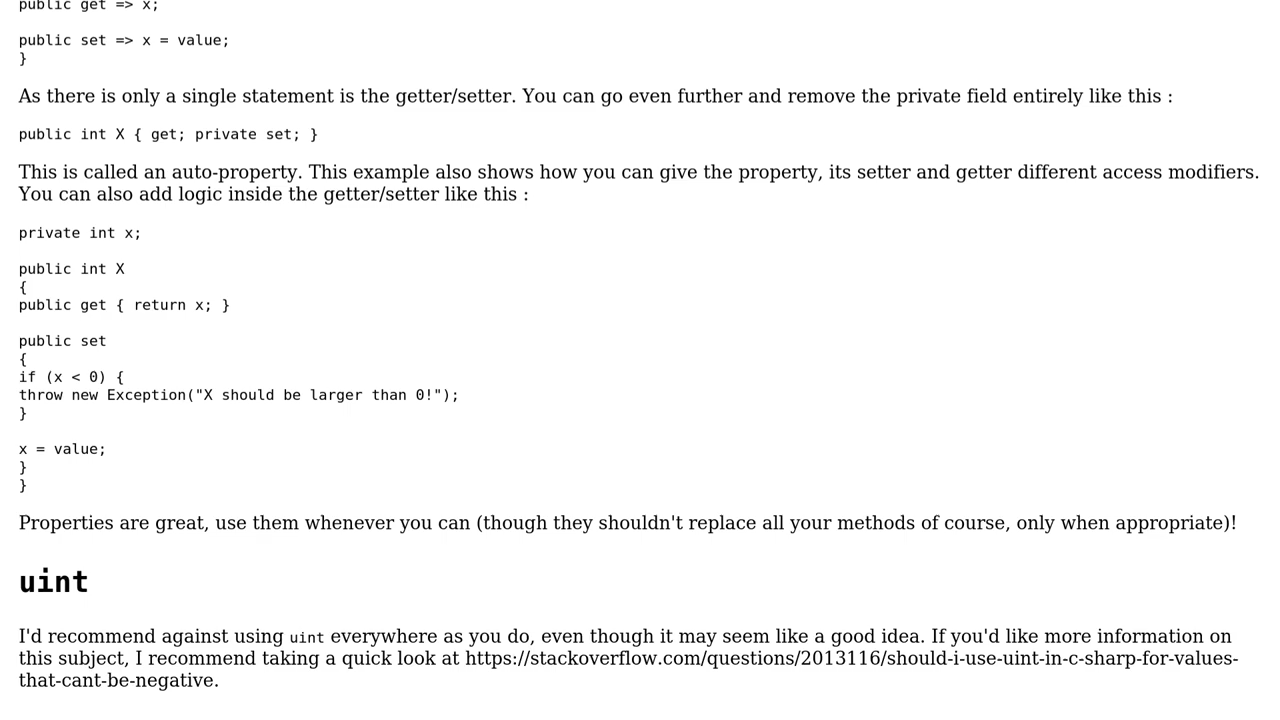 public get => x;
public set => x = value;
}
As there is only a single statement is the getter/setter. You can go even further and remove the private field entirely like this :
public int X { get; private set; }
This is called an auto-property. This example also shows how you can give the property, its setter and getter different access modifiers.
You can also add logic inside the getter/setter like this :
private int x;
public int X
{
public get { return x; }
public set
{
if (x < 0) {
throw new Exception("X should be larger than 0!");
}
x = value;
}
}
Properties are great, use them whenever you can (though they shouldn't replace all your methods of course, only when appropriate)!
uint
I'd recommend against using uint everywhere as you do, even though it may seem like a good idea. If you'd like more information on
this subject, I recommend taking a quick look at https://stackoverflow.com/questions/2013116/should-i-use-uint-in-c-sharp-for-values-
that-cant-be-negative.